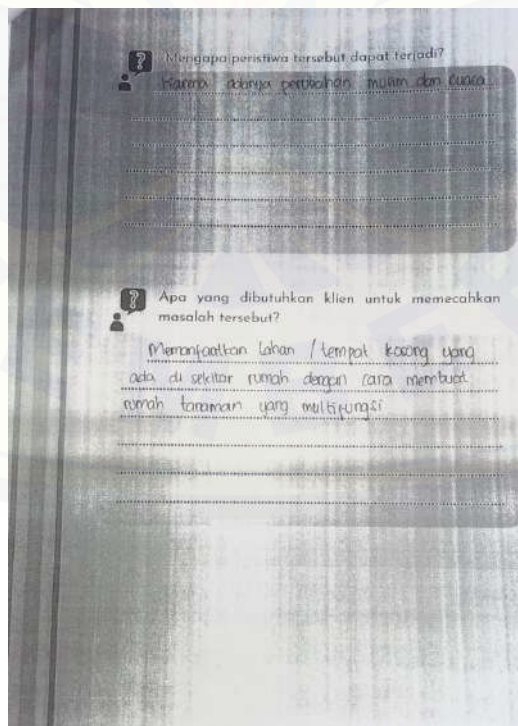 Mengapa peristiwa tersebut dapat terjadi?
Karena adanya perubahan musim dan cuaca
Apa yang dibutuhkan klien untuk memecahkan
masalah tersebut?
Memanfaatkan Lahan / tempat kosong yang
ada di sekitar rumah dengan cara membuat
rumah tanaman yang multifungsi